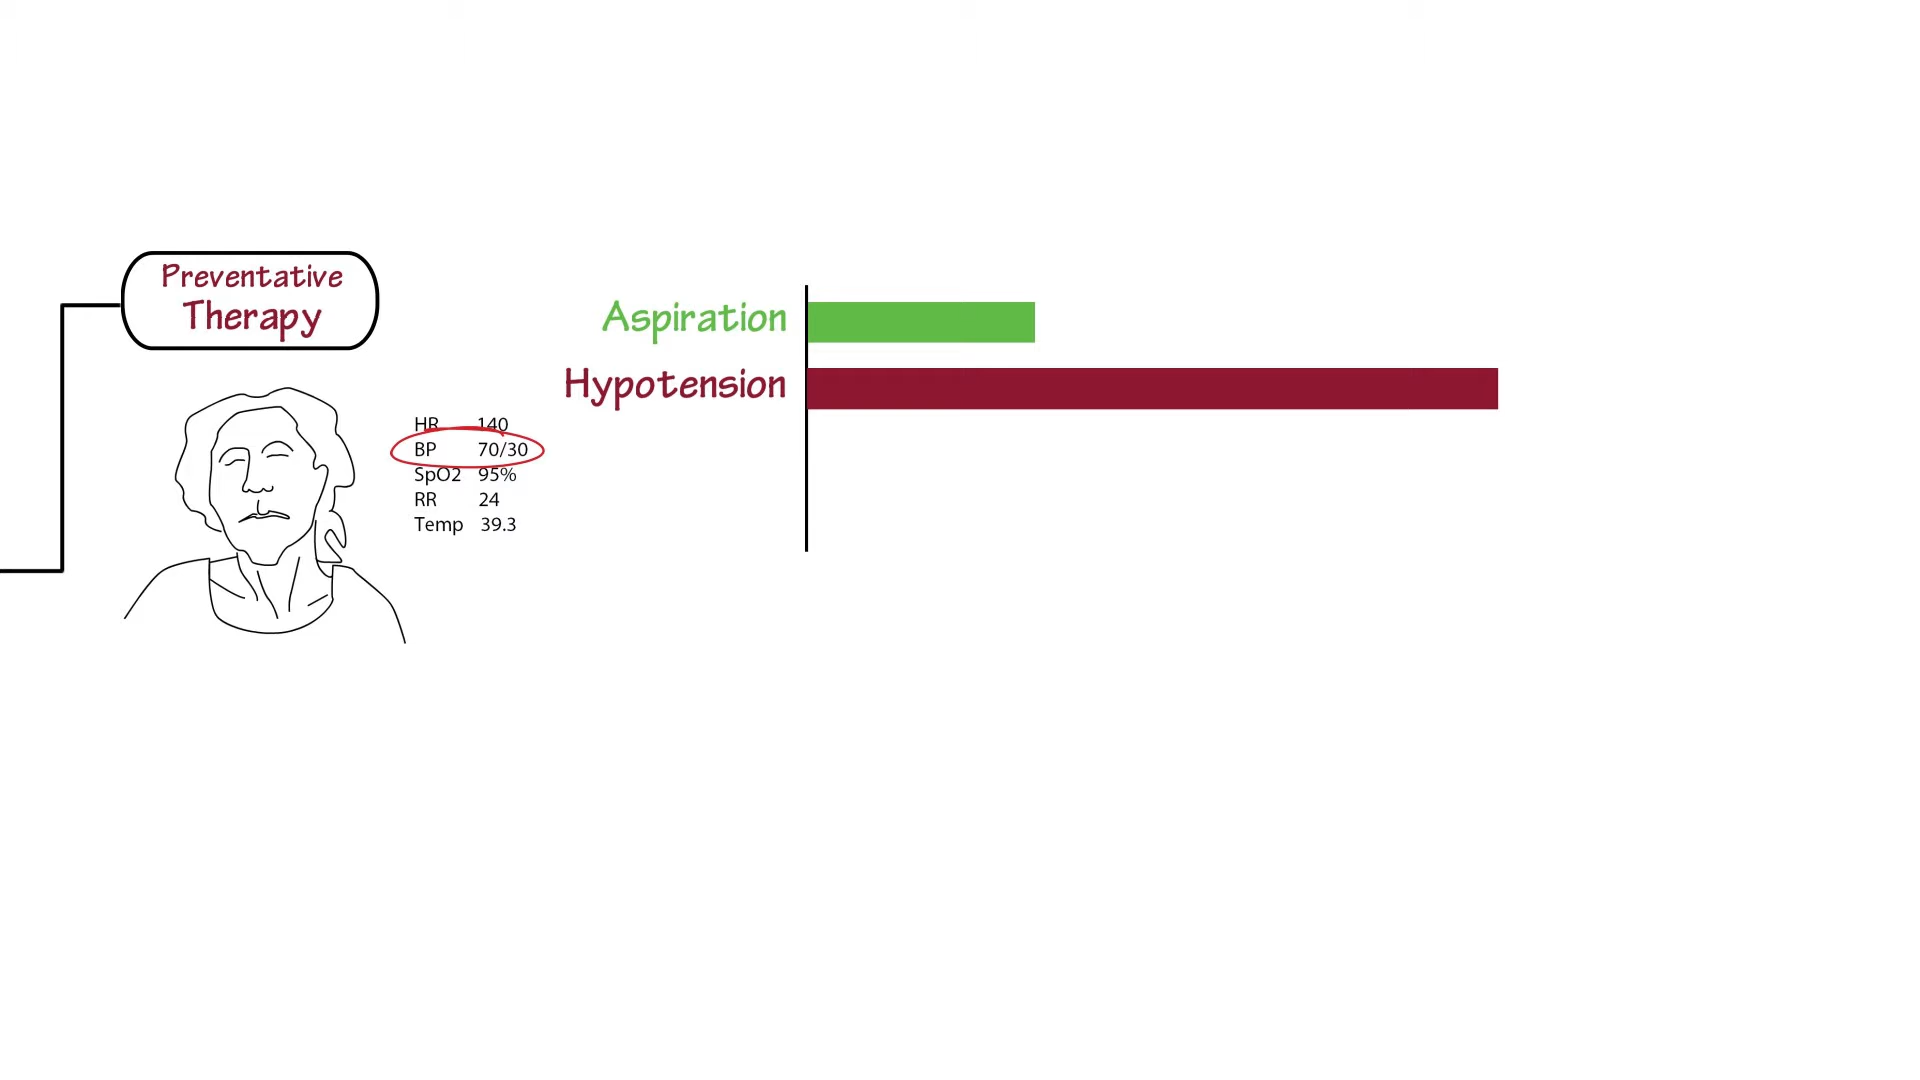 Preventative
Therapy
HR 140
BP 70/30
SpO2 95%
RR 24
Temp 39.3
Aspiration
Hypotension